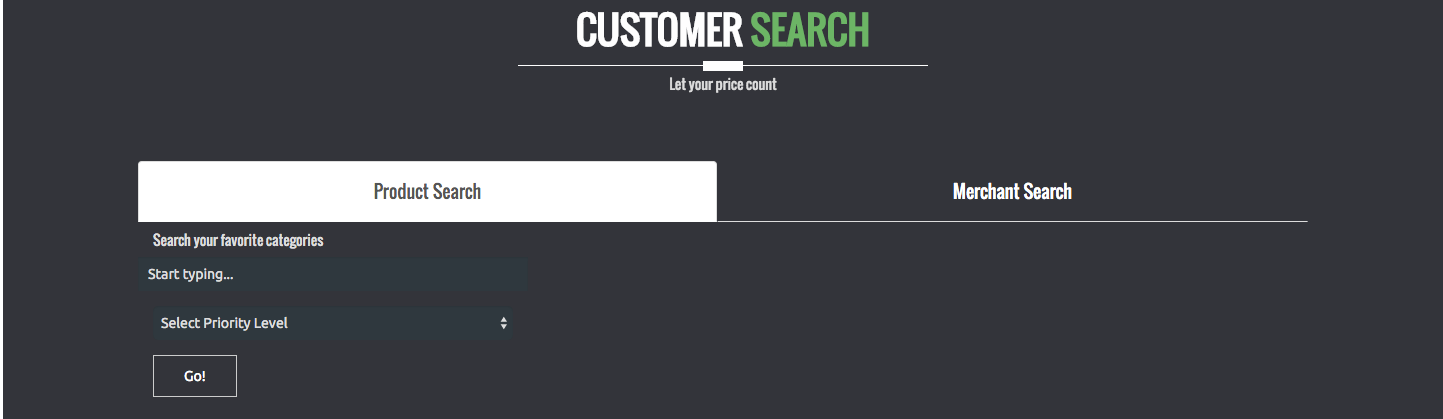 CUSTOMER SEARCH
Let your price count
Product Search
Merchant Search
Search your favorite categories
Start typing...
Select Priority Level
Go!